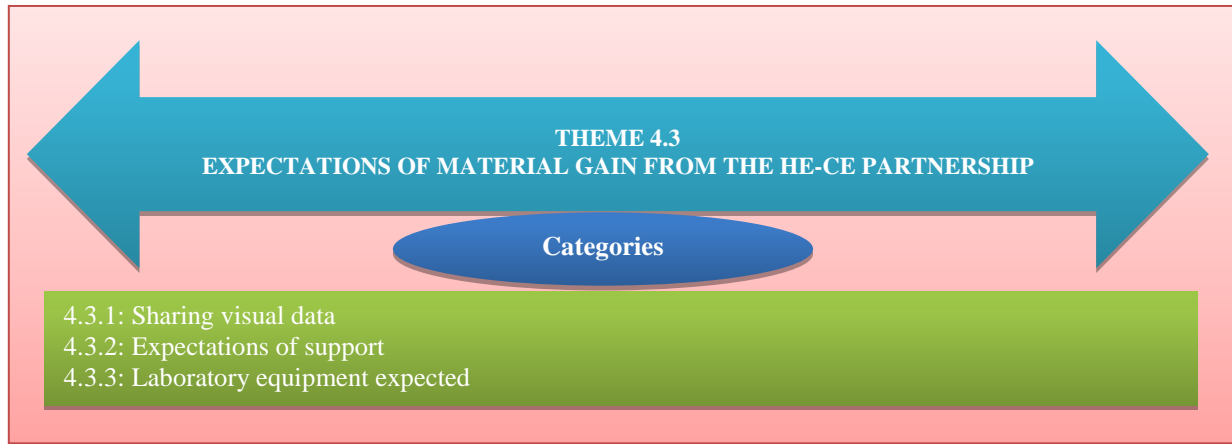 THEME 4.3
EXPECTATIONS OF MATERIAL GAIN FROM THE HE-CE PARTNERSHIP
Categories
4.3.1: Sharing visual data
4.3.2: Expectations of support
4.3.3: Laboratory equipment expected